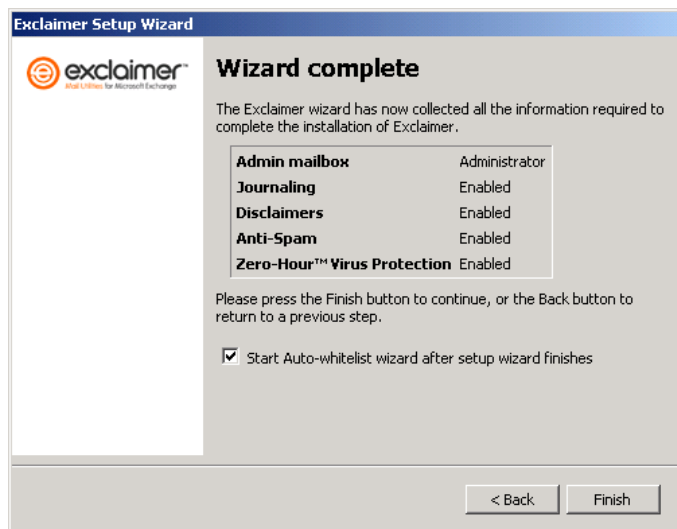 Exclaimer Setup Wizard
exclaimer™
Mail Utilities for Microsoft Exchange
Wizard complete
The Exclaimer wizard has now collected all the information required to
complete the installation of Exclaimer.
Admin mailbox Administrator
Journaling Enabled
Disclaimers Enabled
Anti-Spam Enabled
Zero-Hour™ Virus Protection Enabled
Please press the Finish button to continue, or the Back button to
return to a previous step.
Start Auto-whitelist wizard after setup wizard finishes
< Back Finish